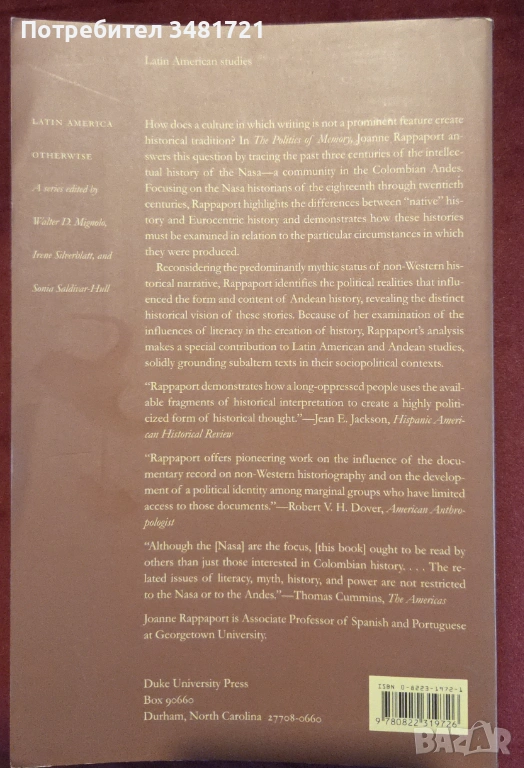 Потребител 3481721
Latin American studies
LATIN AMERICA
OTHERWISE
A series edited by
Walter D. Mignolo,
Irene Silverblatt, and
Sonia Saldívar-Hull
How does a culture in which writing is not a prominent feature create
historical tradition? In The Politics of Memory, Joanne Rappaport an-
swers this question by tracing the past three centuries of the intellec-
tual history of the Nasa—a community in the Colombian Andes.
Focusing on the Nasa historians of the eighteenth through twentieth
centuries, Rappaport highlights the differences between “native” his-
tory and Eurocentric history and demonstrates how these histories
must be examined in relation to the particular circumstances in which
they were produced.
Reconsidering the predominantly mythic status of non-Western his-
torical narrative, Rappaport identifies the political realities that influ-
enced the form and content of Andean history, revealing the distinct
historical vision of these stories. Because of her examination of the
influences of literacy in the creation of history, Rappaport’s analysis
makes a special contribution to Latin American and Andean studies,
solidly grounding subaltern texts in their sociopolitical contexts.
“Rappaport demonstrates how a long-oppressed people uses the avail-
able fragments of historical interpretation to create a highly politi-
cized form of historical thought.”—Jean E. Jackson, Hispanic Ameri-
can Historical Review
“Rappaport offers pioneering work on the influence of the docu-
mentary record on non-Western historiography and on the development
of a political identity among marginal groups who have limited
access to those documents.”—Robert V. H. Dover, American Anthro-
pologist
“Although the [Nasa] are the focus, [this book] ought to be read by
others than just those interested in Colombian history. . . . The re-
lated issues of literacy, myth, history, and power are not restricted
to the Nasa or to the Andes.”—Thomas Cummins, The Americas
Joanne Rappaport is Associate Professor of Spanish and Portuguese
at Georgetown University.
Duke University Press
Box 90660
Durham, North Carolina 27708-0660
ISBN 0-8223-1972-1
9 780822 319726
BAZAR